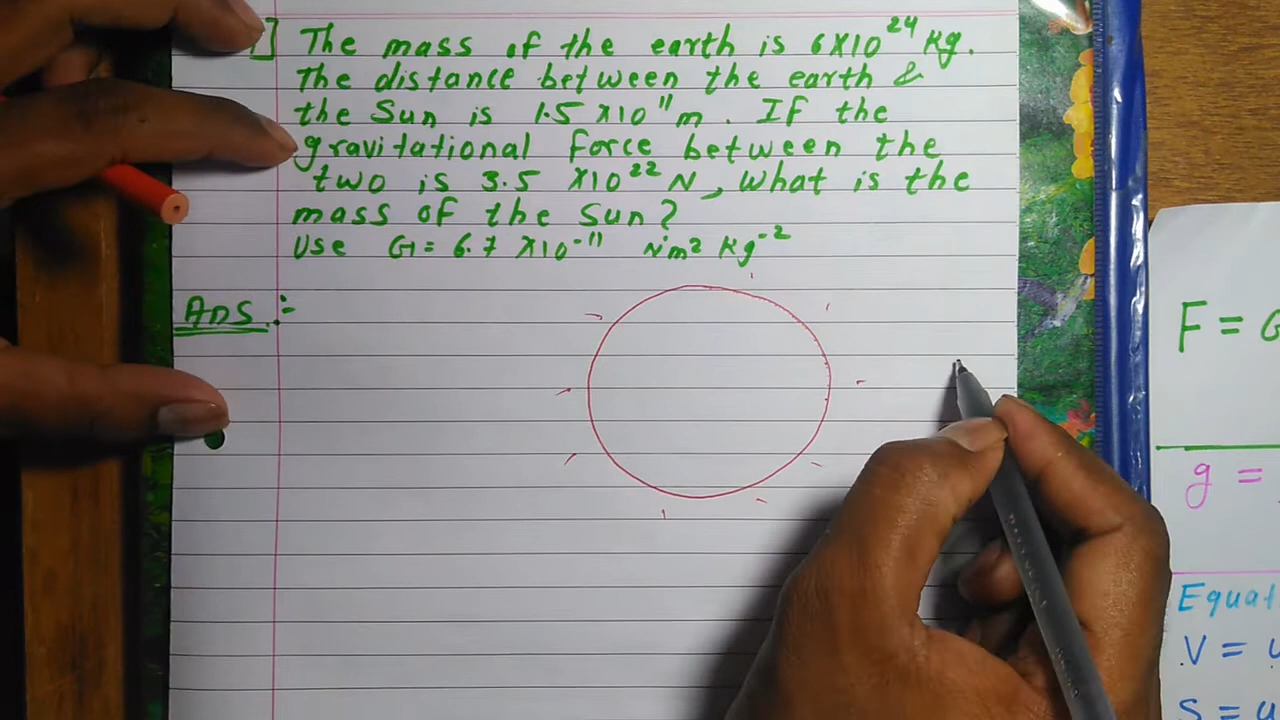 1] The mass of the earth is 6×10²⁴ kg.
The distance between the earth &
the Sun is 1.5 ×10¹¹m. If the
gravitational force between the
two is 3.5 ×10²² N, What is the
mass of the Sun?
Use G = 6.7 ×10⁻¹¹ Nm² kg⁻²
Ans :-
F = G
g =
Equat
V = u
S = u